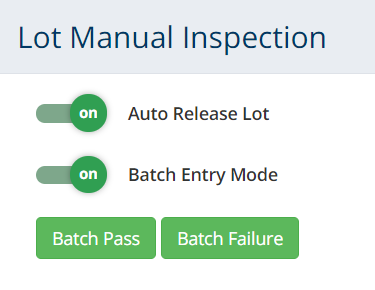 Lot Manual Inspection
on Auto Release Lot
on Batch Entry Mode
Batch Pass Batch Failure